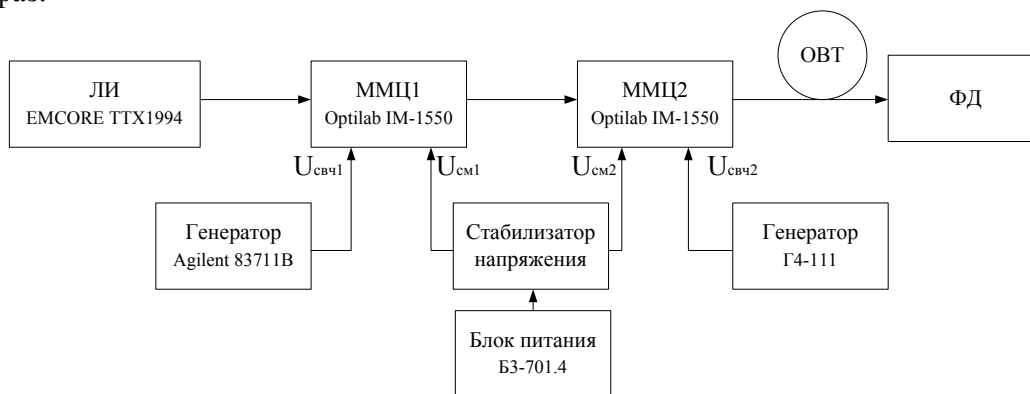 раз.
ОВТ
ЛИ
EMCORE TTX1994
ММЦ1
Optilab IM-1550
ММЦ2
Optilab IM-1550
ФД
Uсвч1
Uсм1
Uсм2
Uсвч2
Генератор
Agilent 83711B
Стабилизатор
напряжения
Генератор
Г4-111
Блок питания
Б3-701.4